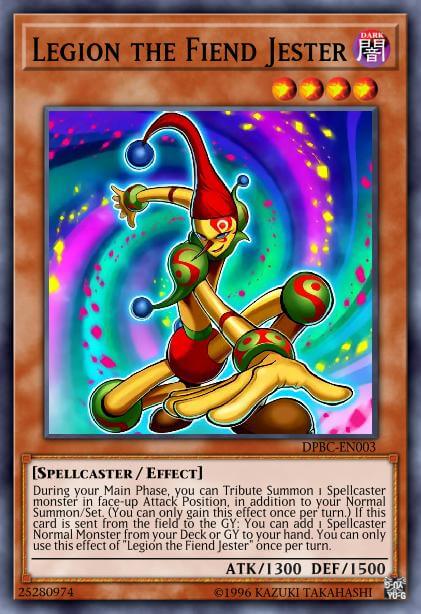 LEGION THE FIEND JESTER
DARK
闇
DPBC-EN003
[SPELLCASTER / EFFECT]
During your Main Phase, you can Tribute Summon 1 Spellcaster
monster in face-up Attack Position, in addition to your Normal
Summon/Set. (You can only gain this effect once per turn.) If this
card is sent from the field to the GY: You can add 1 Spellcaster
Normal Monster from your Deck or GY to your hand. You can only
use this effect of "Legion the Fiend Jester" once per turn.
ATK/1300 DEF/1500
25280974
©1996 KAZUKI TAKAHASHI